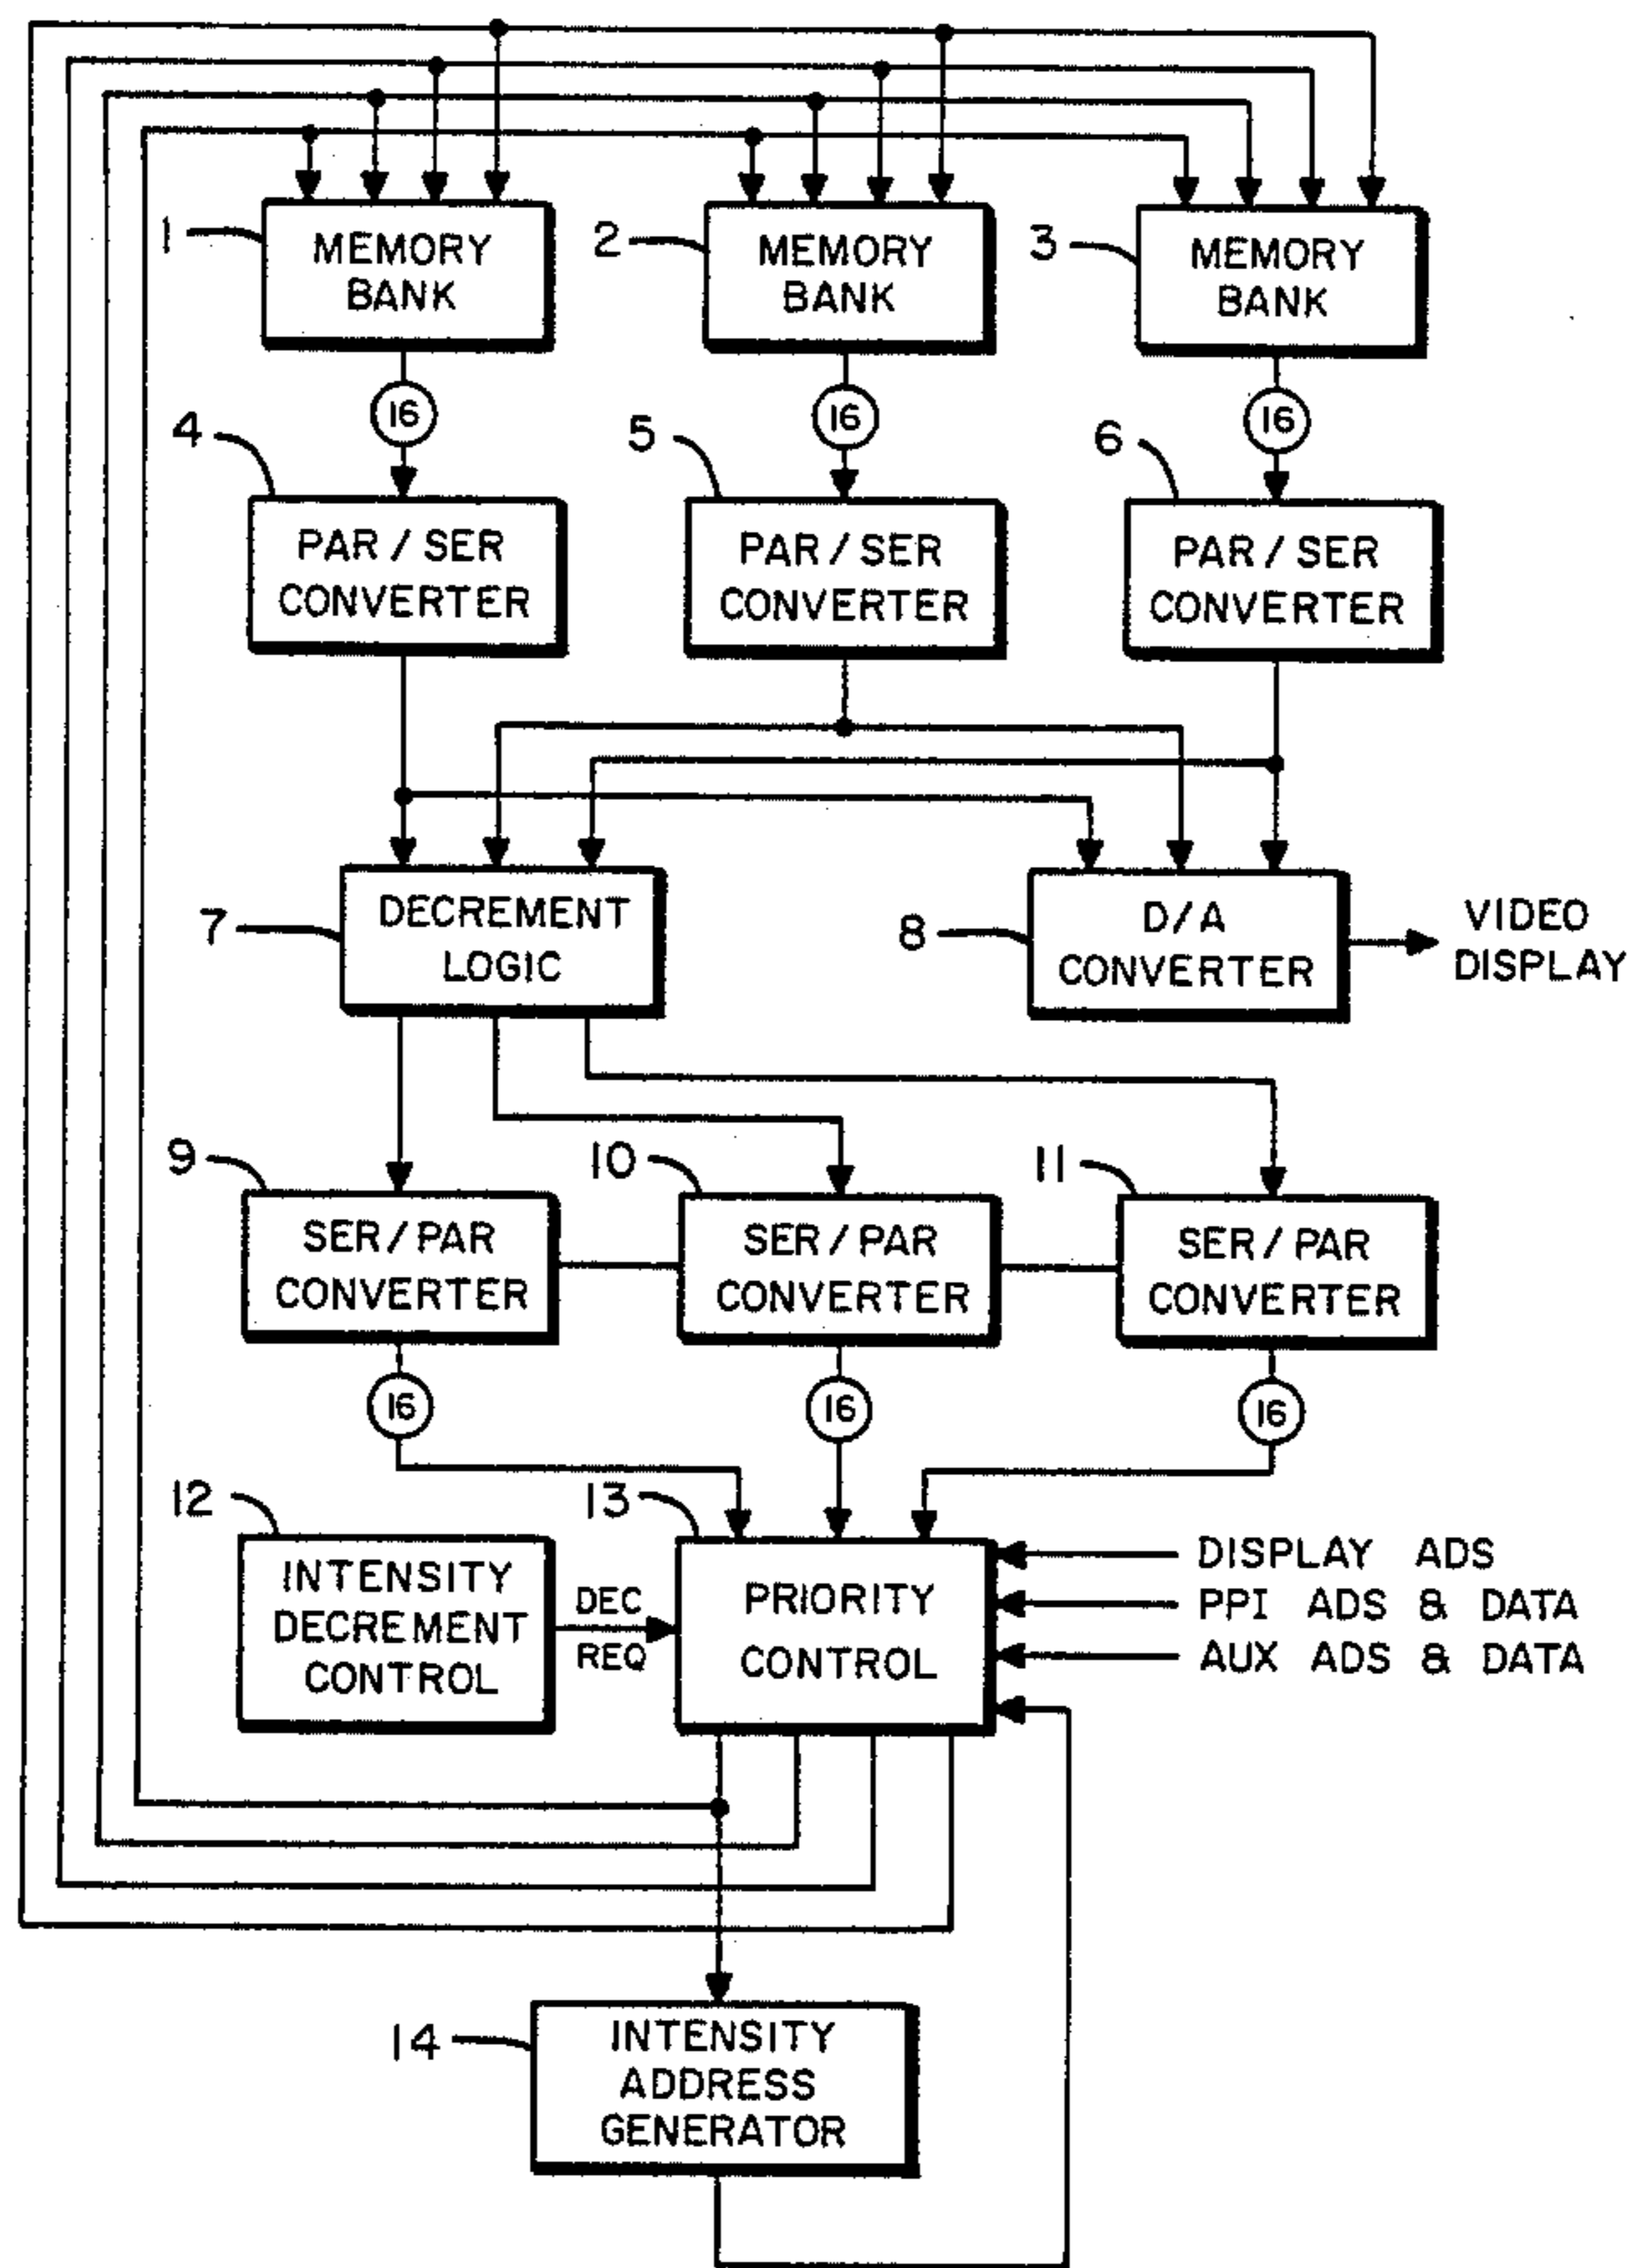 1
MEMORY
BANK
2
MEMORY
BANK
3
MEMORY
BANK
16
16
16
4
PAR / SER
CONVERTER
5
PAR / SER
CONVERTER
6
PAR / SER
CONVERTER
7
DECREMENT
LOGIC
8
D/A
CONVERTER
VIDEO
DISPLAY
9
SER/PAR
CONVERTER
10
SER / PAR
CONVERTER
11
SER / PAR
CONVERTER
16
16
16
12
INTENSITY
DECREMENT
CONTROL
DEC
REQ
13
PRIORITY
CONTROL
DISPLAY ADS
PPI ADS & DATA
AUX ADS & DATA
14
INTENSITY
ADDRESS
GENERATOR